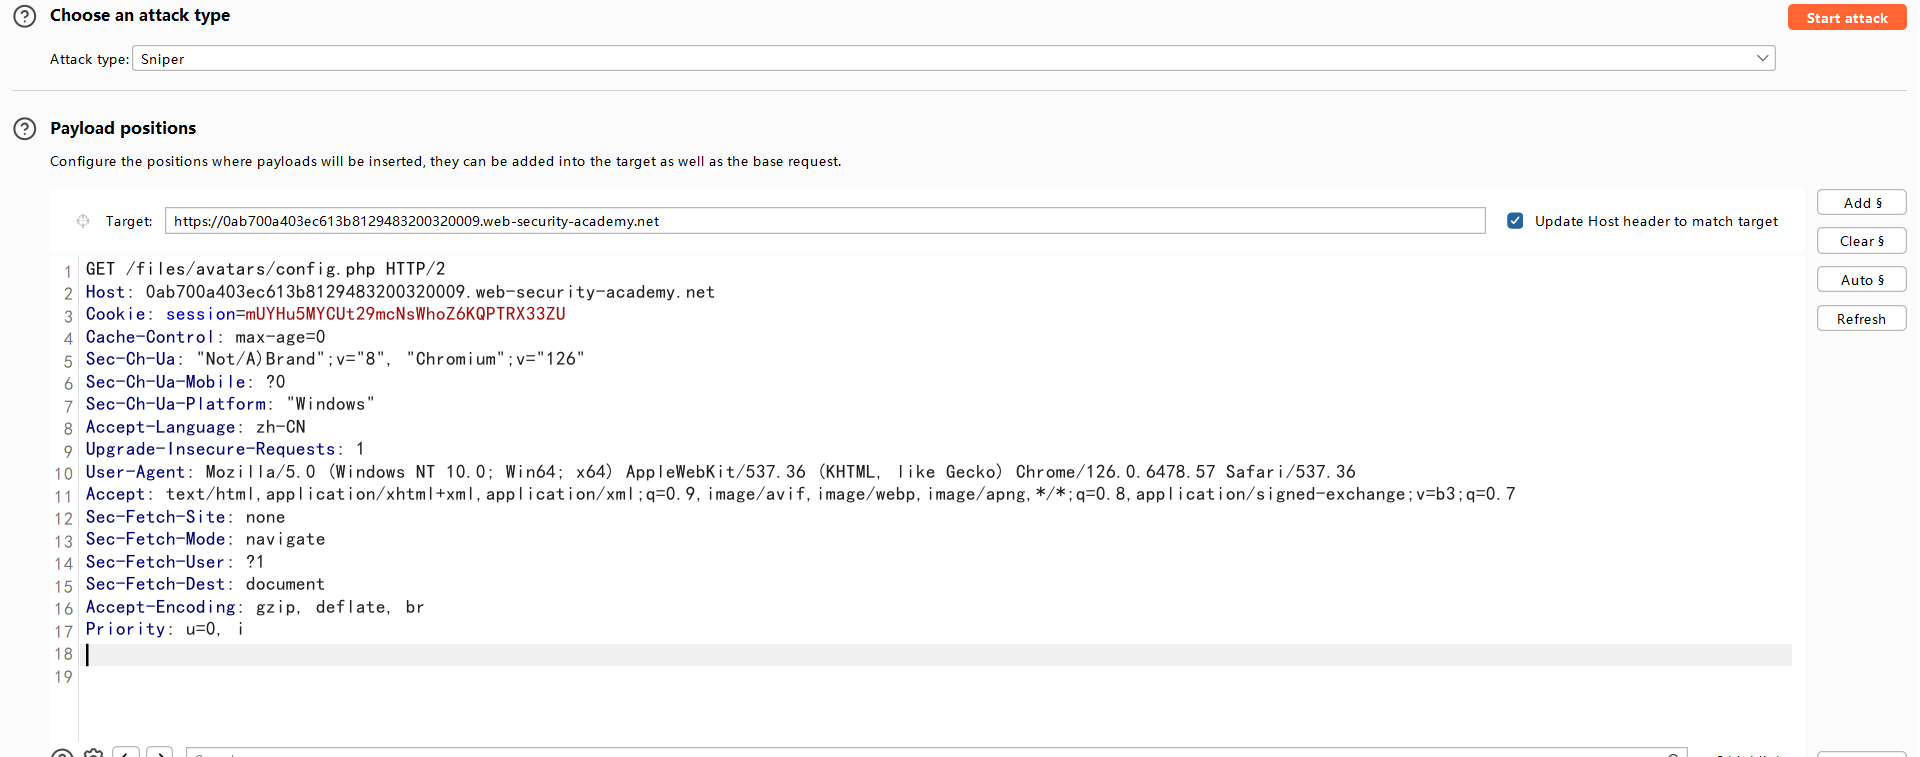 Choose an attack type
Start attack
Attack type: Sniper
Payload positions
Configure the positions where payloads will be inserted, they can be added into the target as well as the base request.
Add §
Target: https://0ab700a403ec613b8129483200320009.web-security-academy.net
Update Host header to match target
Clear §
Auto §
Refresh
1 GET /files/avatars/config.php HTTP/2
2 Host: 0ab700a403ec613b8129483200320009.web-security-academy.net
3 Cookie: session=mUYHu5MYCUt29mcNsWhoZ6KQPTRX33ZU
4 Cache-Control: max-age=0
5 Sec-Ch-Ua: "Not/A)Brand";v="8", "Chromium";v="126"
6 Sec-Ch-Ua-Mobile: ?0
7 Sec-Ch-Ua-Platform: "Windows"
8 Accept-Language: zh-CN
9 Upgrade-Insecure-Requests: 1
10 User-Agent: Mozilla/5.0 (Windows NT 10.0; Win64; x64) AppleWebKit/537.36 (KHTML, like Gecko) Chrome/126.0.6478.57 Safari/537.36
11 Accept: text/html,application/xhtml+xml,application/xml;q=0.9,image/avif,image/webp,image/apng,*/*;q=0.8,application/signed-exchange;v=b3;q=0.7
12 Sec-Fetch-Site: none
13 Sec-Fetch-Mode: navigate
14 Sec-Fetch-User: ?1
15 Sec-Fetch-Dest: document
16 Accept-Encoding: gzip, deflate, br
17 Priority: u=0, i
18
19